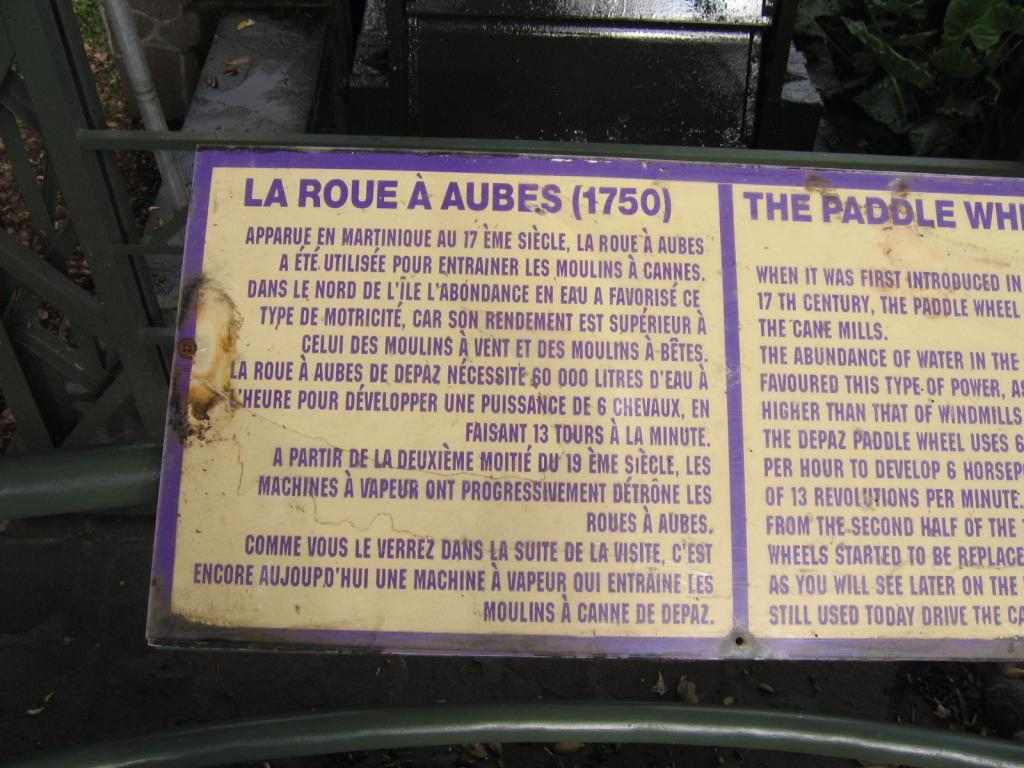 LA ROUE À AUBES (1750)
APPARUE EN MARTINIQUE AU 17 ÈME SIÈCLE, LA ROUE À AUBES
A ÉTÉ UTILISÉE POUR ENTRAINER LES MOULINS À CANNES.
DANS LE NORD DE L'ÎLE L'ABONDANCE EN EAU A FAVORISÉ CE
TYPE DE MOTRICITÉ, CAR SON RENDEMENT EST SUPÉRIEUR À
CELUI DES MOULINS À VENT ET DES MOULINS À BÊTES.
LA ROUE À AUBES DE DEPAZ NÉCESSITE 60 000 LITRES D'EAU À
L'HEURE POUR DÉVELOPPER UNE PUISSANCE DE 6 CHEVAUX, EN
FAISANT 13 TOURS À LA MINUTE.
A PARTIR DE LA DEUXIÈME MOITIÉ DU 19 ÈME SIÈCLE, LES
MACHINES À VAPEUR ONT PROGRESSIVEMENT DÉTRÔNE LES
ROUES À AUBES.
COMME VOUS LE VERREZ DANS LA SUITE DE LA VISITE, C'EST
ENCORE AUJOURD'HUI UNE MACHINE À VAPEUR QUI ENTRAÎNE LES
MOULINS À CANNE DE DEPAZ.
THE PADDLE WHE
WHEN IT WAS FIRST INTRODUCED IN
17 TH CENTURY, THE PADDLE WHEEL
THE CANE MILLS.
THE ABUNDANCE OF WATER IN THE
FAVOURED THIS TYPE OF POWER, AS
HIGHER THAN THAT OF WINDMILLS
THE DEPAZ PADDLE WHEEL USES 6
PER HOUR TO DEVELOP 6 HORSEP
OF 13 REVOLUTIONS PER MINUTE.
FROM THE SECOND HALF OF THE
WHEELS STARTED TO BE REPLACE
AS YOU WILL SEE LATER ON THE
STILL USED TODAY DRIVE THE CA